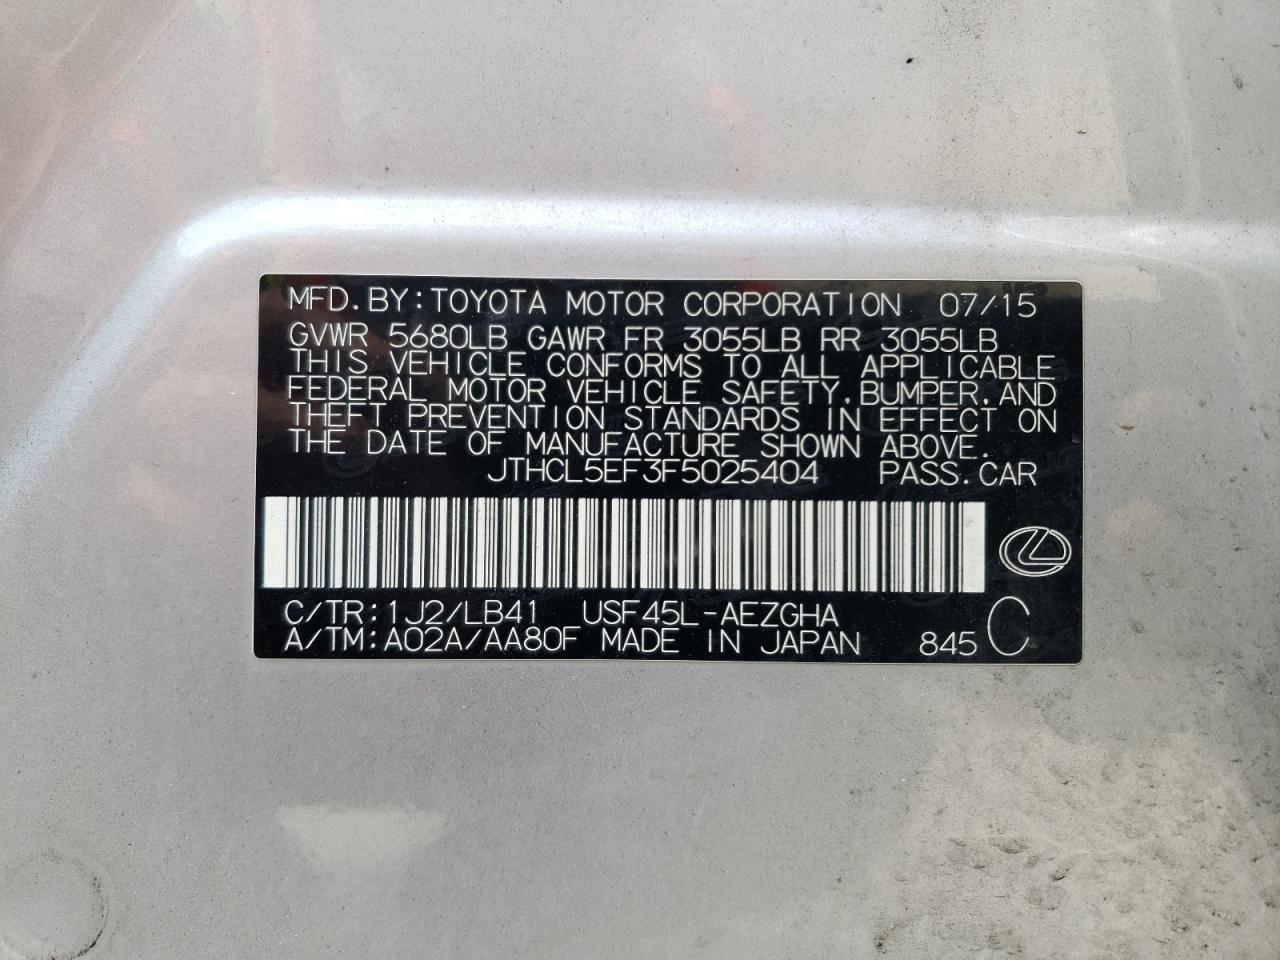 MFD.BY:TOYOTA MOTOR CORPORATION 07/15
GVWR 5680LB GAWR FR 3055LB RR 3055LB
THIS VEHICLE CONFORMS TO ALL APPLICABLE
FEDERAL MOTOR VEHICLE SAFETY,BUMPER,AND
THEFT PREVENTION STANDARDS IN EFFECT ON
THE DATE OF MANUFACTURE SHOWN ABOVE.
JTHCL5EF3F5025404 PASS.CAR
C/TR:1J2/LB41 USF45L-AEZGHA
A/TM:A02A/AA80F MADE IN JAPAN 845 C